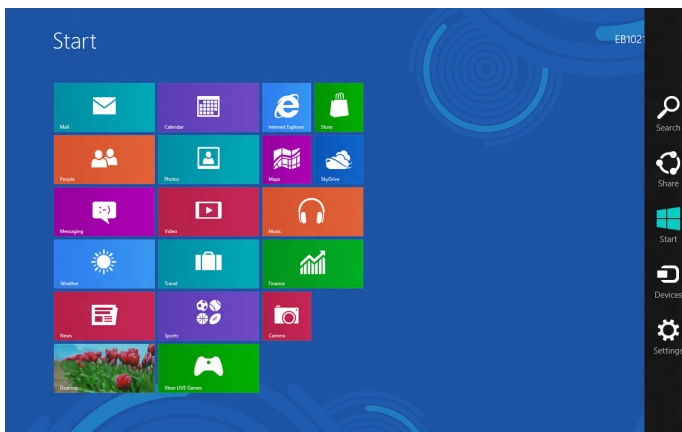 Start
EB1021
Mail
Calendar
Internet Explorer
Store
People
Photos
Maps
SkyDrive
Messaging
:-)
Video
Music
Weather
Travel
Finance
News
Sports
Camera
Desktop
Xbox LIVE Games
Search
Share
Start
Devices
Settings